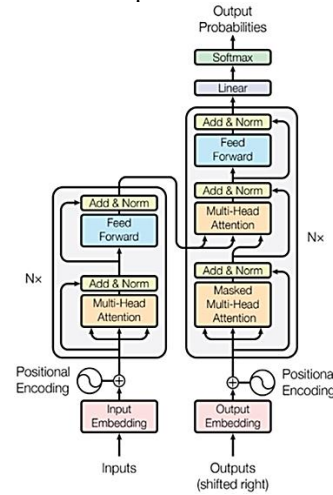 Output
Probabilities
Softmax
Linear
Add & Norm
Feed
Forward
Add & Norm
Multi-Head
Attention
Add & Norm
Masked
Multi-Head
Attention
Nx
Add & Norm
Feed
Forward
Add & Norm
Multi-Head
Attention
Nx
Positional
Encoding
Positional
Encoding
Input
Embedding
Output
Embedding
Inputs
Outputs
(shifted right)